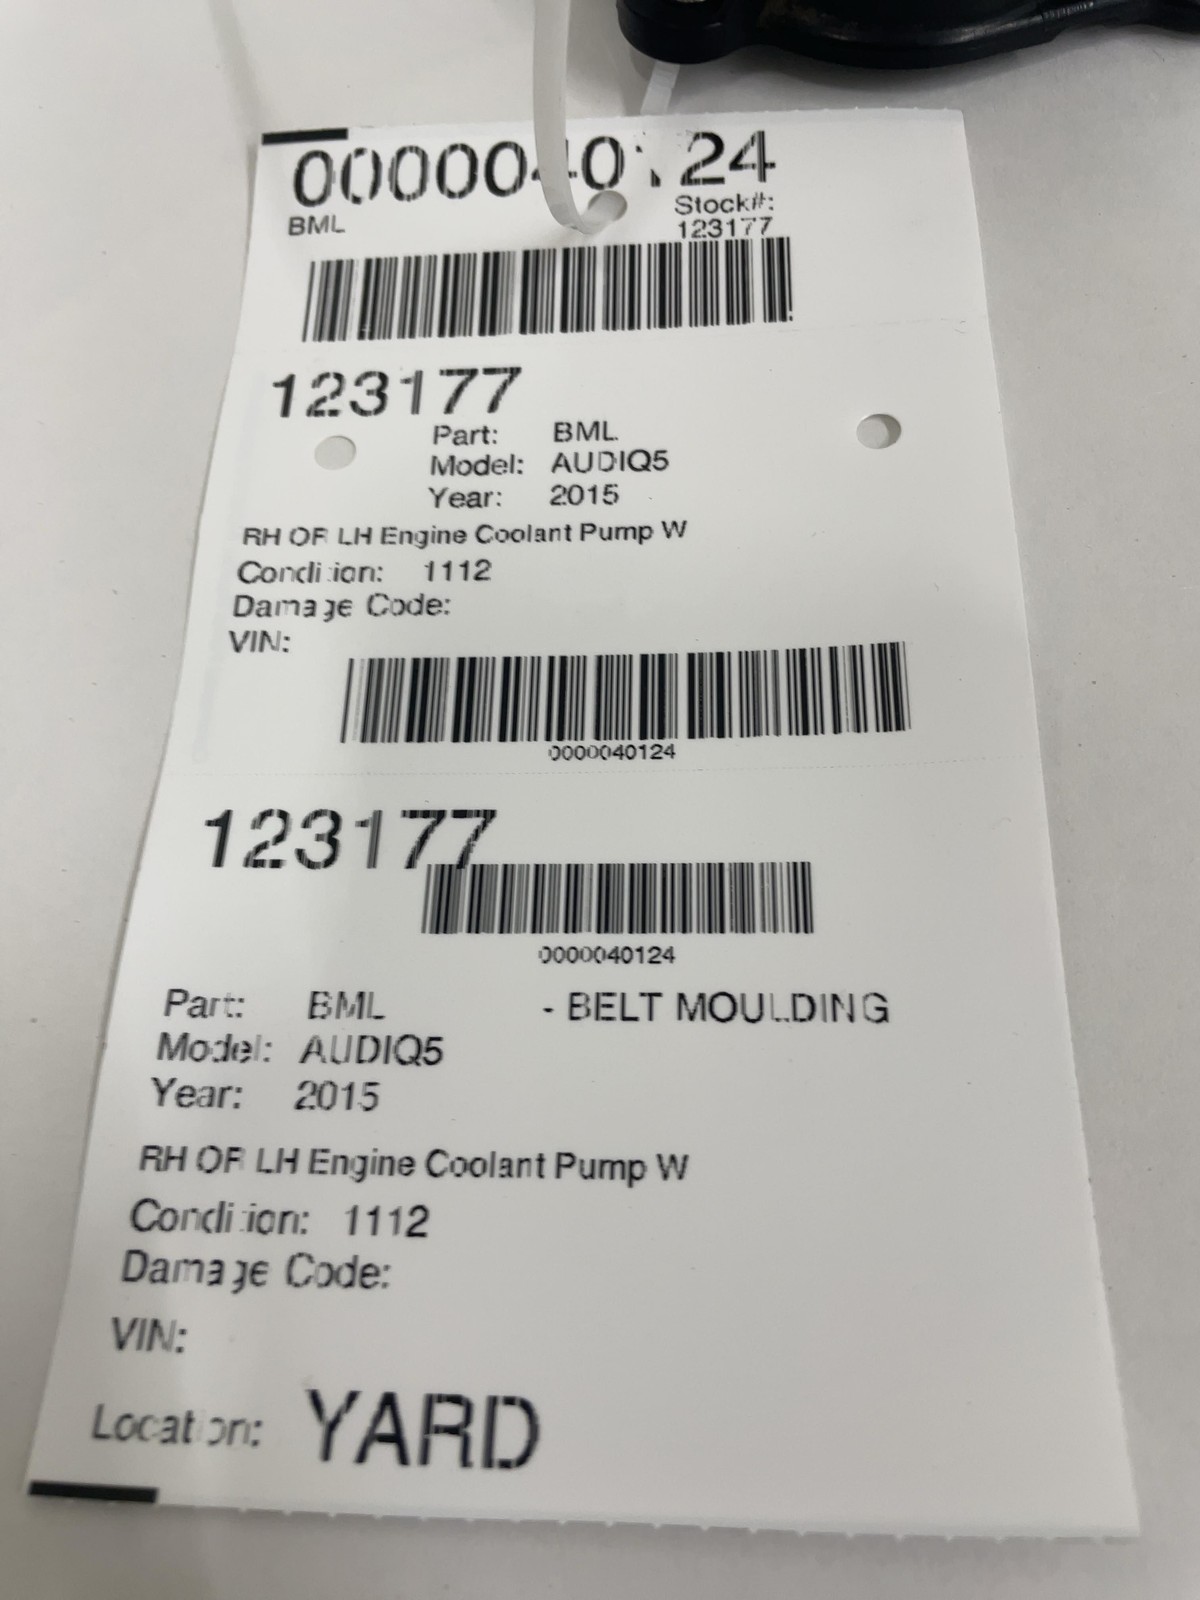 0000040124
BML
Stock#:
123177
123177
Part: BML
Model: AUDIQ5
Year: 2015
RH OR LH Engine Coolant Pump W
Condition: 1112
Damage Code:
VIN:
0000040124
123177
0000040124
Part: BML - BELT MOULDING
Model: AUDIQ5
Year: 2015
RH OR LH Engine Coolant Pump W
Condition: 1112
Damage Code:
VIN:
Location: YARD